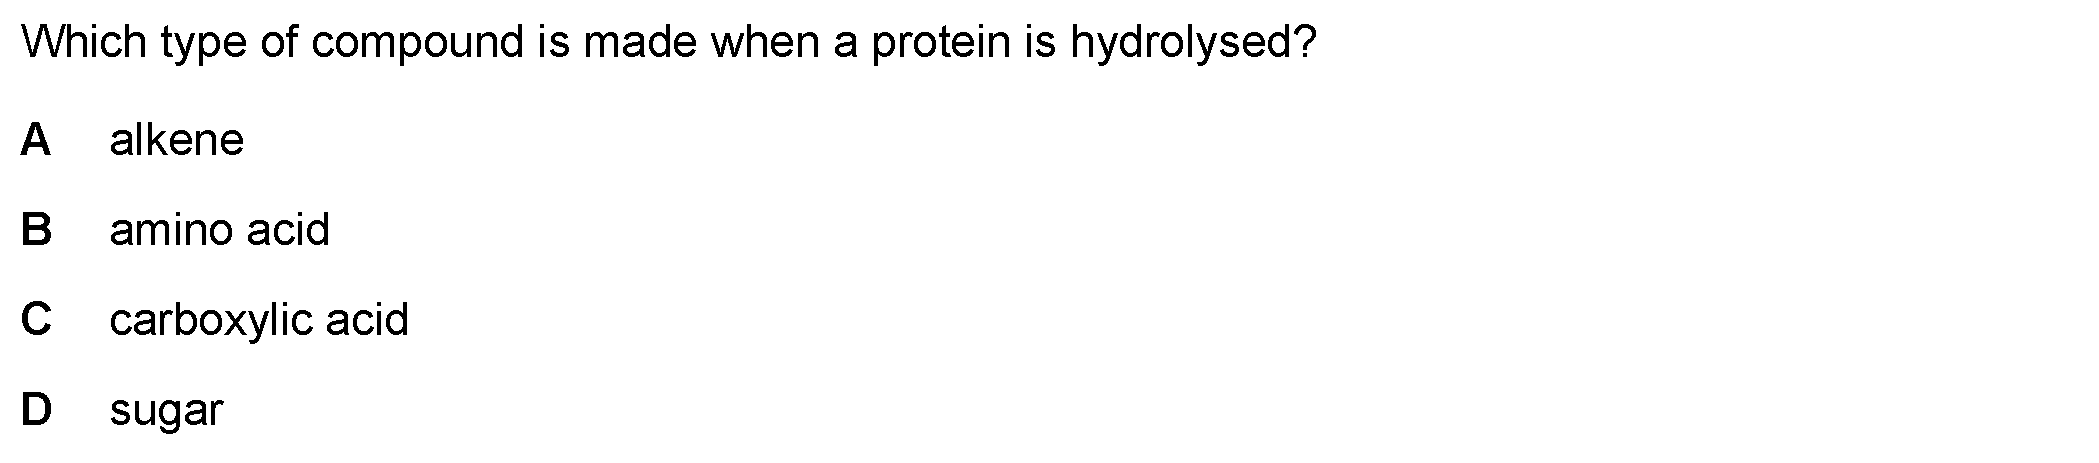 Which type of compound is made when a protein is hydrolysed?
A alkene
B amino acid
C carboxylic acid
D sugar